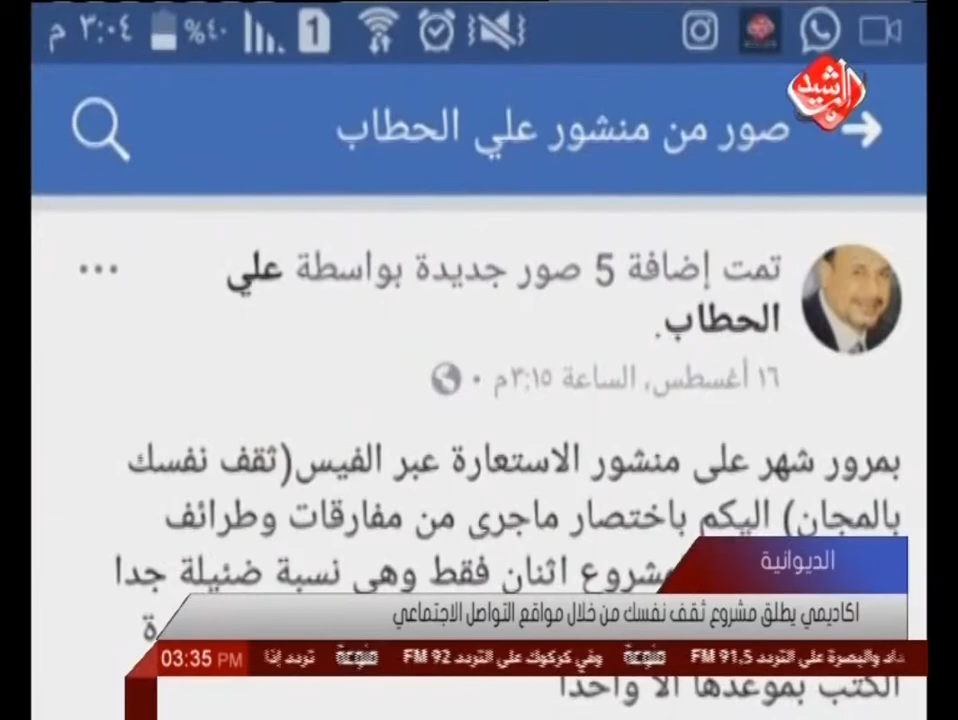 ٣:٠٤ م
٤٠%
1
الرشيد
صور من منشور علي الحطاب
تمت إضافة 5 صور جديدة بواسطة علي
الحطاب.
١٦ أغسطس، الساعة ٣:١٥م
بمرور شهر على منشور الاستعارة عبر الفيس(ثقف نفسك
بالمجان) اليكم باختصار ماجرى من مفارقات وطرائف
مشروع اثنان فقط وهي نسبة ضئيلة جدا
ة
الكتب بموعدها الا واحدا
الديوانية
اكاديمي يطلق مشروع ثقف نفسك من خلال مواقع التواصل الاجتماعي
03:35 PM
والبصرة على التردد 91.5 FM منوعة وفي كركوك على التردد 92 FM منوعة تردد إذا